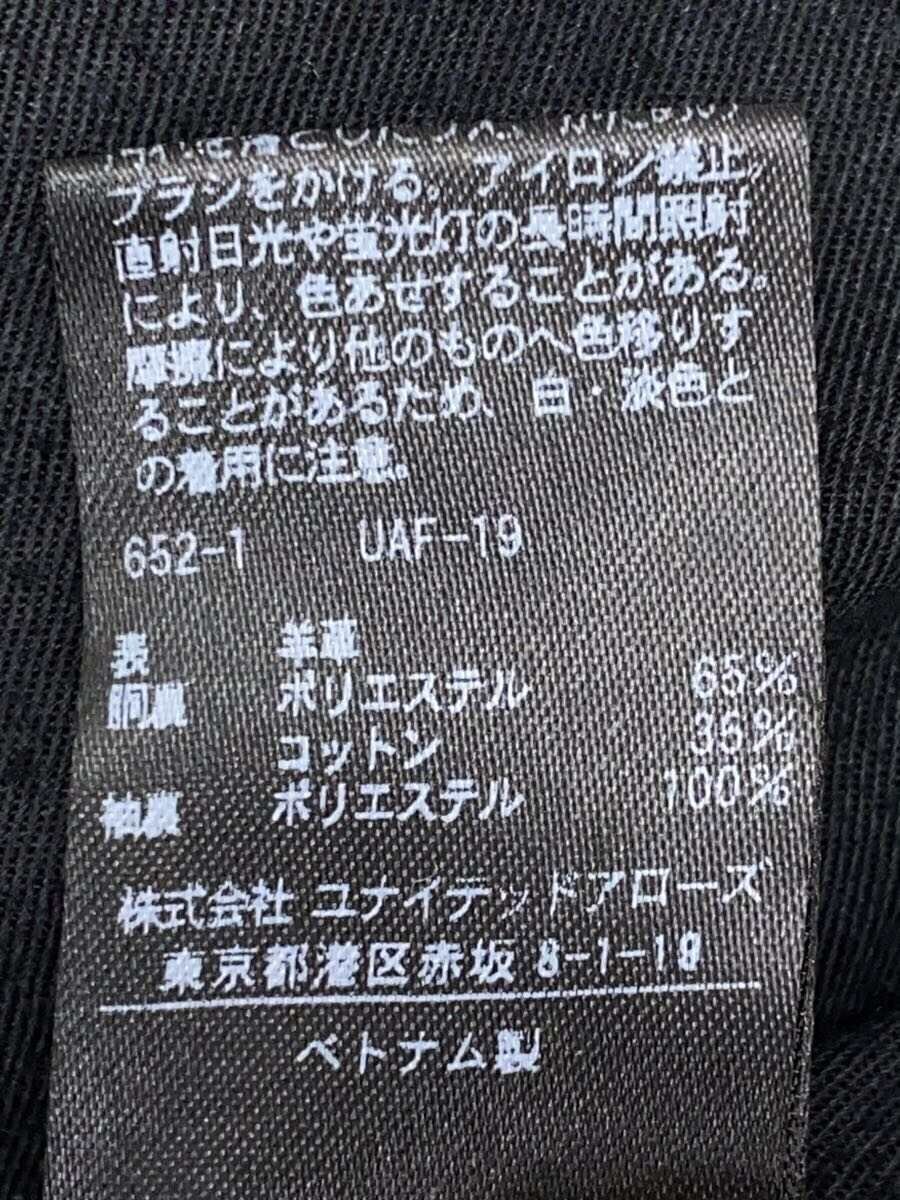 ブラシをかける。アイロン禁止。
直射日光や蛍光灯の長時間照射
により、色あせすることがある。
摩擦により他のものへ色移りす
ることがあるため、白・淡色と
の着用に注意。
652-1 UAF-19
表 羊革
胴裏 ポリエステル 65%
コットン 35%
袖裏 ポリエステル 100%
株式会社 ユナイテッドアローズ
東京都港区赤坂 8-1-19
ベトナム製